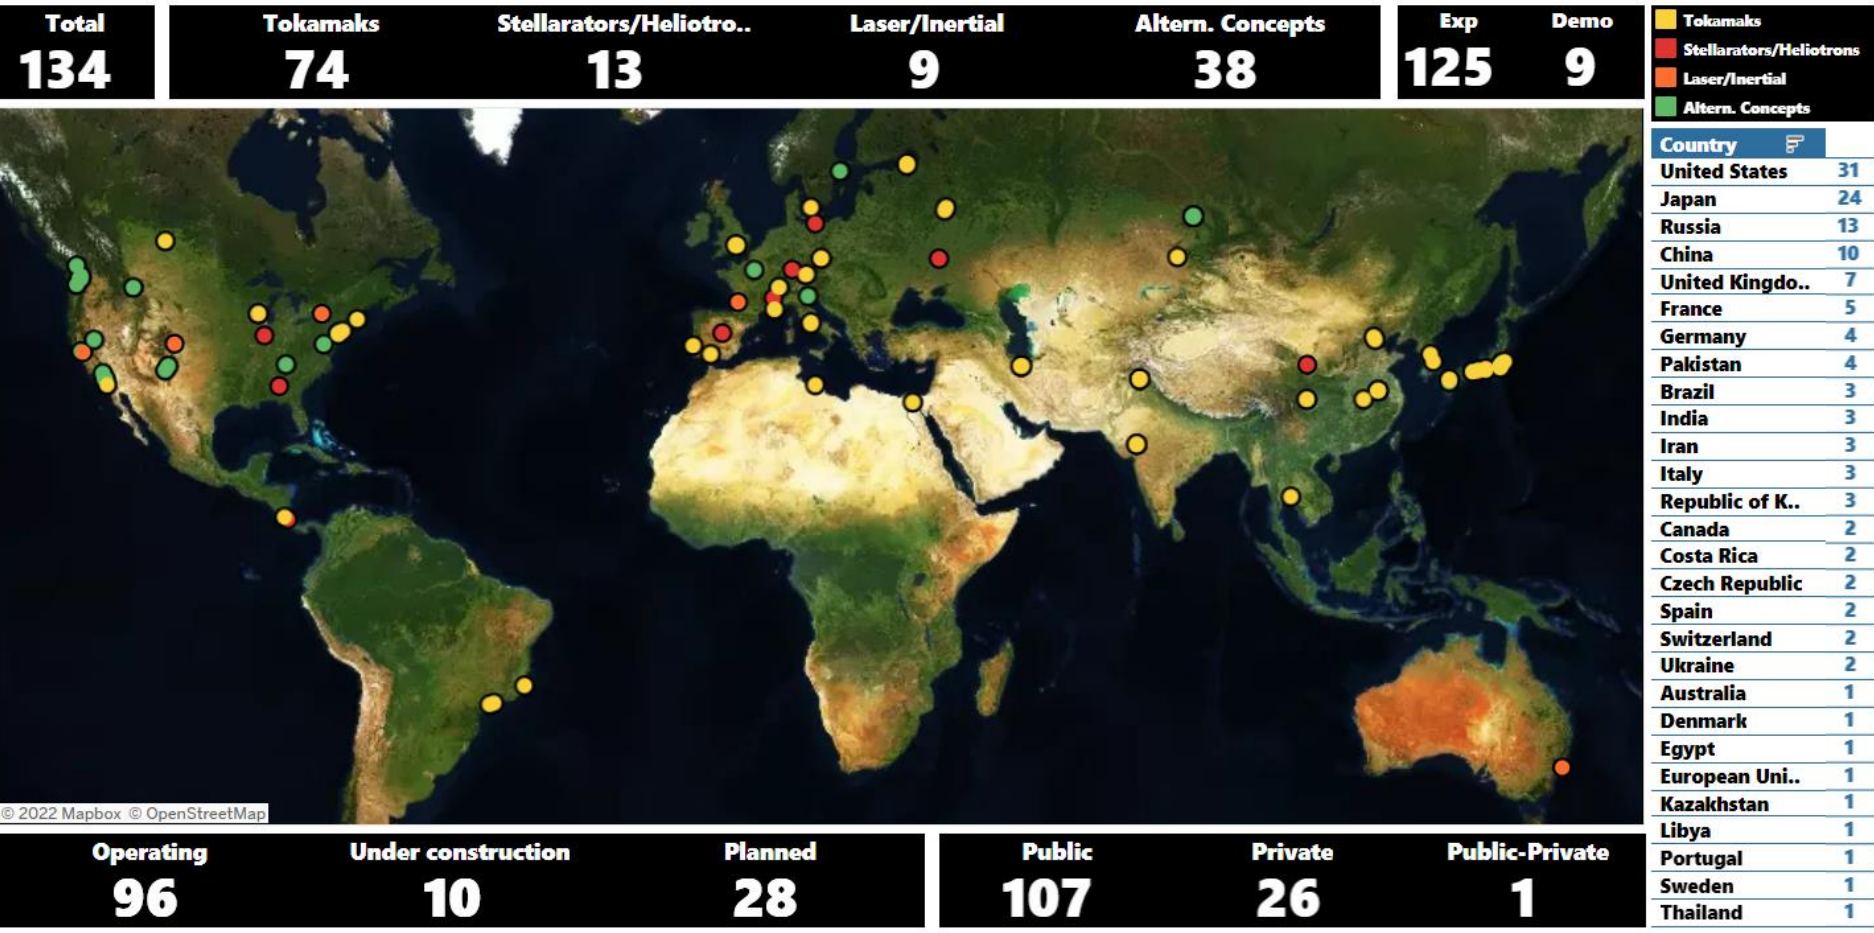 Total Tokamaks Stellarators/Heliotro.. Laser/Inertial Altern. Concepts Exp Demo
134 74 13 9 38 125 9
Tokamaks
Stellarators/Heliotrons
Laser/Inertial
Altern. Concepts
Country
United States 31
Japan 24
Russia 13
China 10
United Kingdo.. 7
France 5
Germany 4
Pakistan 4
Brazil 3
India 3
Iran 3
Italy 3
Republic of K.. 3
Canada 2
Costa Rica 2
Czech Republic 2
Spain 2
Switzerland 2
Ukraine 2
Australia 1
Denmark 1
Egypt 1
European Uni.. 1
Kazakhstan 1
Libya 1
Portugal 1
Sweden 1
Thailand 1
© 2022 Mapbox © OpenStreetMap
Operating Under construction Planned Public Private Public-Private
96 10 28 107 26 1